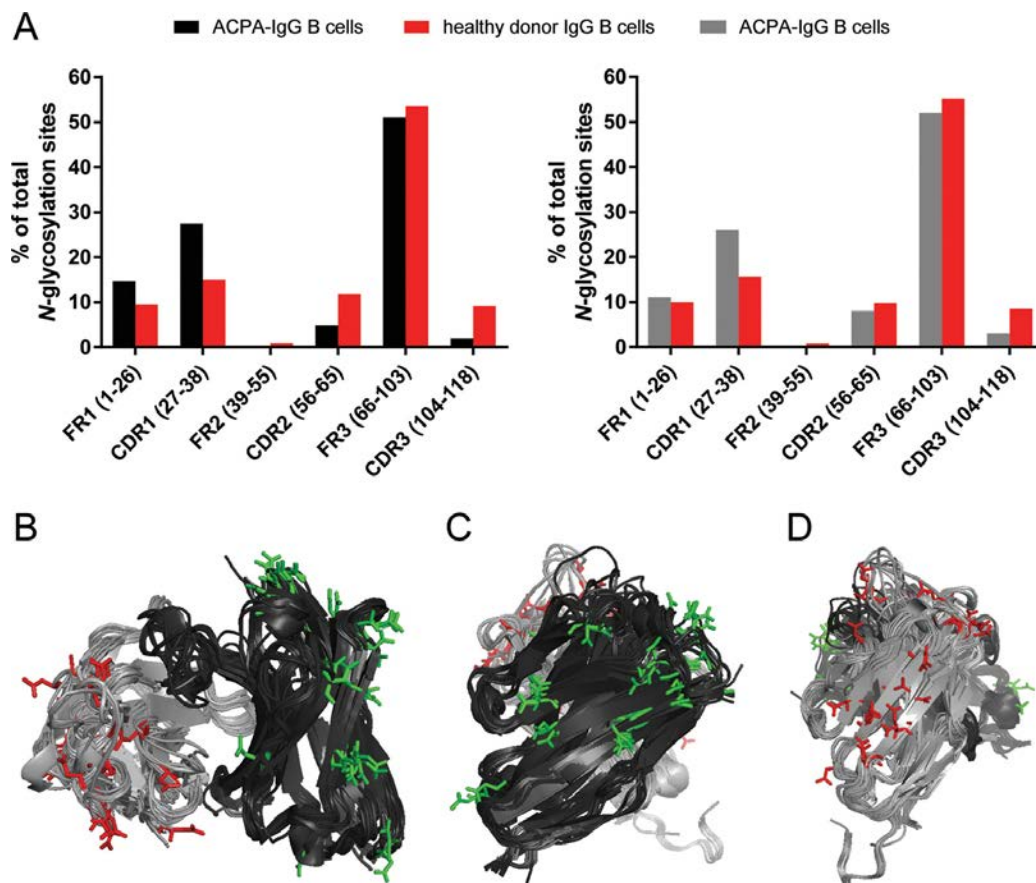 A
ACPA-IgG B cells
healthy donor IgG B cells
ACPA-IgG B cells
% of total
N-glycosylation sites
60
50
40
30
20
10
0
FR1 (1-26)
CDR1 (27-38)
FR2 (39-55)
CDR2 (56-65)
FR3 (66-103)
CDR3 (104-118)
% of total
N-glycosylation sites
60
50
40
30
20
10
0
FR1 (1-26)
CDR1 (27-38)
FR2 (39-55)
CDR2 (56-65)
FR3 (66-103)
CDR3 (104-118)
B
C
D